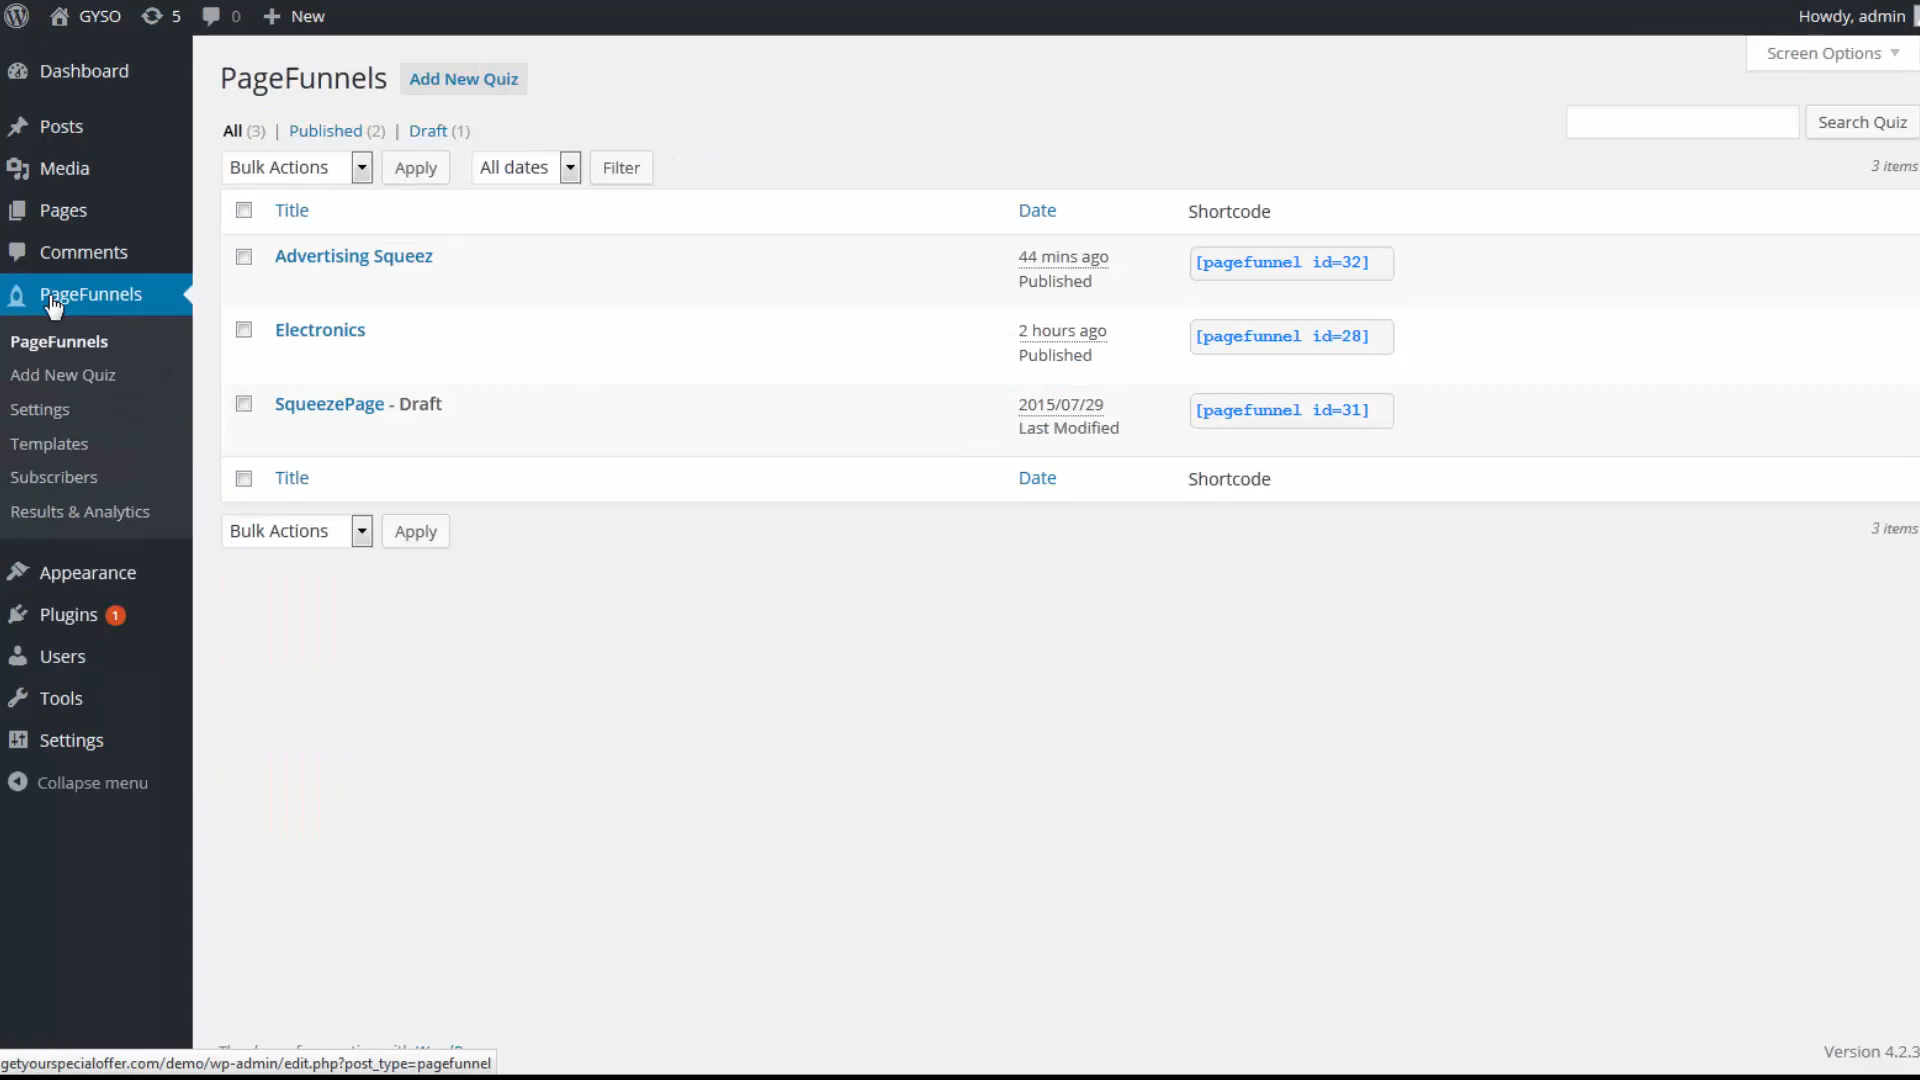 GYSO 5 0 New Howdy, admin
Screen Options
Dashboard
Posts
Media
Pages
Comments
PageFunnels
PageFunnels
Add New Quiz
Settings
Templates
Subscribers
Results & Analytics
Appearance
Plugins 1
Users
Tools
Settings
Collapse menu
PageFunnels Add New Quiz
All (3) | Published (2) | Draft (1)
Search Quiz
Bulk Actions Apply All dates Filter 3 items
Title Date Shortcode
Advertising Squeez 44 mins ago [pagefunnel id=32]
Published
Electronics 2 hours ago [pagefunnel id=28]
Published
SqueezePage - Draft 2015/07/29 [pagefunnel id=31]
Last Modified
Title Date Shortcode
Bulk Actions Apply 3 items
Version 4.2.3
getyourspecialoffer.com/demo/wp-admin/edit.php?post_type=pagefunnel